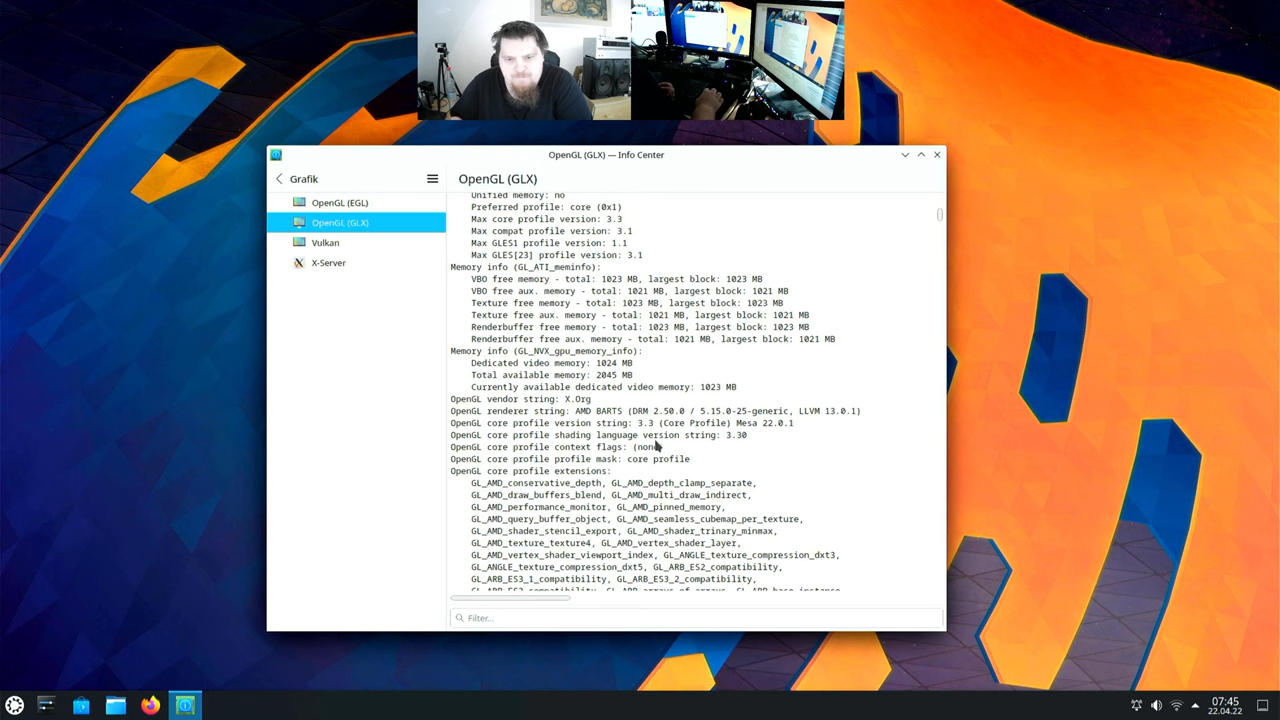 OpenGL (GLX) — Info Center
Grafik
OpenGL (GLX)
OpenGL (EGL)
OpenGL (GLX)
Vulkan
X-Server
Unified memory: no
Preferred profile: core (0x1)
Max core profile version: 3.3
Max compat profile version: 3.1
Max GLES1 profile version: 1.1
Max GLES[23] profile version: 3.1
Memory info (GL_ATI_meminfo):
VBO free memory - total: 1023 MB, largest block: 1023 MB
VBO free aux. memory - total: 1021 MB, largest block: 1021 MB
Texture free memory - total: 1023 MB, largest block: 1023 MB
Texture free aux. memory - total: 1021 MB, largest block: 1021 MB
Renderbuffer free memory - total: 1023 MB, largest block: 1023 MB
Renderbuffer free aux. memory - total: 1021 MB, largest block: 1021 MB
Memory info (GL_NVX_gpu_memory_info):
Dedicated video memory: 1024 MB
Total available memory: 2045 MB
Currently available dedicated video memory: 1023 MB
OpenGL vendor string: X.Org
OpenGL renderer string: AMD BARTS (DRM 2.50.0 / 5.15.0-25-generic, LLVM 13.0.1)
OpenGL core profile version string: 3.3 (Core Profile) Mesa 22.0.1
OpenGL core profile shading language version string: 3.30
OpenGL core profile context flags: (none
OpenGL core profile profile mask: core profile
OpenGL core profile extensions:
GL_AMD_conservative_depth, GL_AMD_depth_clamp_separate,
GL_AMD_draw_buffers_blend, GL_AMD_multi_draw_indirect,
GL_AMD_performance_monitor, GL_AMD_pinned_memory,
GL_AMD_query_buffer_object, GL_AMD_seamless_cubemap_per_texture,
GL_AMD_shader_stencil_export, GL_AMD_shader_trinary_minmax,
GL_AMD_texture_texture4, GL_AMD_vertex_shader_layer,
GL_AMD_vertex_shader_viewport_index, GL_ANGLE_texture_compression_dxt3,
GL_ANGLE_texture_compression_dxt5, GL_ARB_ES2_compatibility,
GL_ARB_ES3_1_compatibility, GL_ARB_ES3_2_compatibility,
GL_ARB_ES3_compatibility, GL_ARB_arrays_of_arrays, GL_ARB_base_instance,
Filter...
07:45
22.04.22